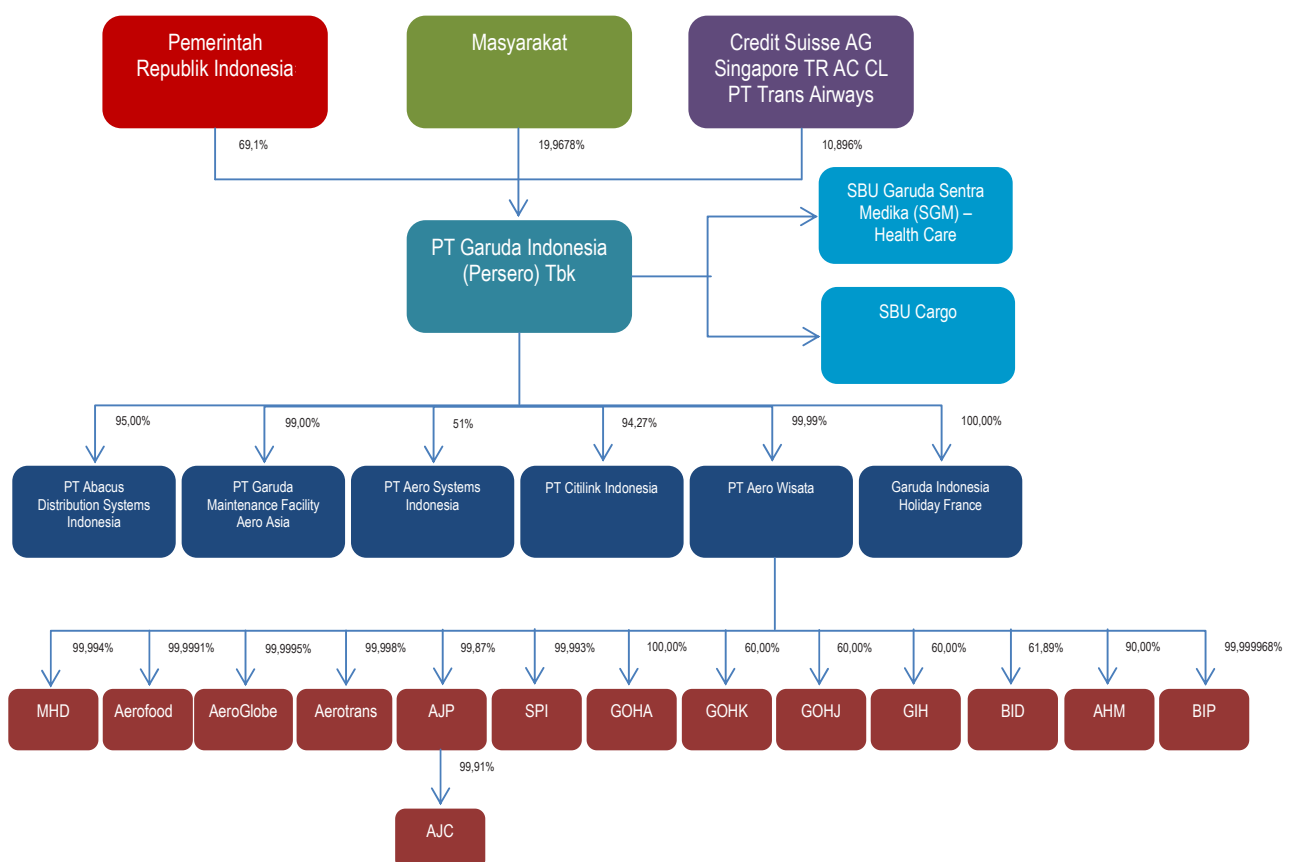 Pemerintah
Republik Indonesia
Masyarakat
Credit Suisse AG
Singapore TR AC CL
PT Trans Airways
69,1%
19,9678%
10,896%
SBU Garuda Sentra
Medika (SGM) –
Health Care
PT Garuda Indonesia
(Persero) Tbk
SBU Cargo
95,00%
99,00%
51%
94,27%
99,99%
100,00%
PT Abacus
Distribution Systems
Indonesia
PT Garuda
Maintenance Facility
Aero Asia
PT Aero Systems
Indonesia
PT Citilink Indonesia
PT Aero Wisata
Garuda Indonesia
Holiday France
99,994%
99,9991%
99,9995%
99,998%
99,87%
99,993%
100,00%
60,00%
60,00%
60,00%
61,89%
90,00%
99,999968%
MHD
Aerofood
AeroGlobe
Aerotrans
AJP
SPI
GOHA
GOHK
GOHJ
GIH
BID
AHM
BIP
99,91%
AJC